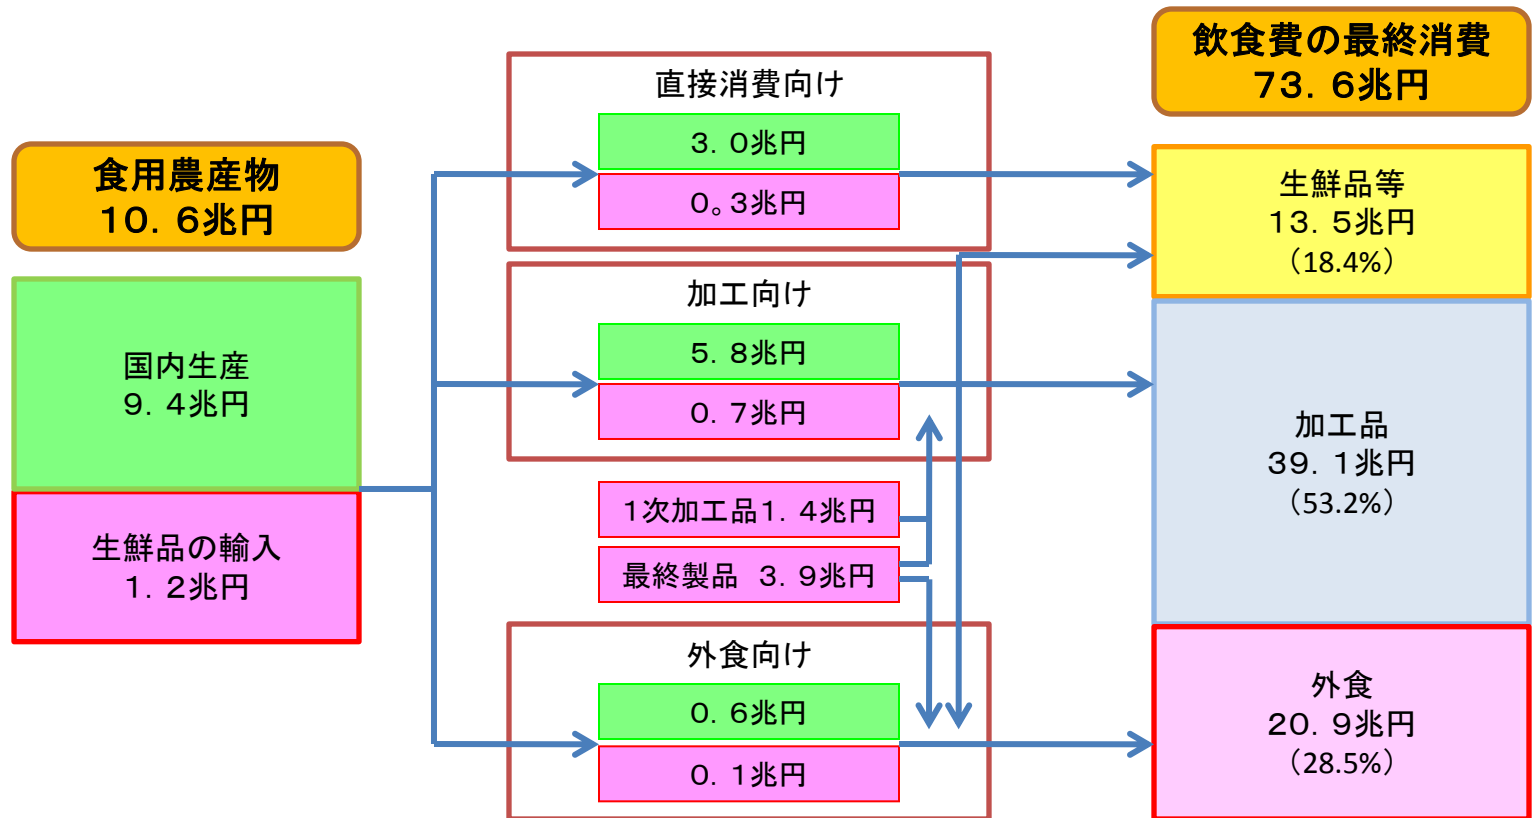 食用農産物
10．6兆円
国内生産
9．4兆円
生鮮品の輸入
1．2兆円
直接消費向け
3．0兆円
0。3兆円
加工向け
5．8兆円
0．7兆円
1次加工品1．4兆円
最終製品　3．9兆円
外食向け
0．6兆円
0．1兆円
飲食費の最終消費
73．6兆円
生鮮品等
13．5兆円
（18.4%）
加工品
39．1兆円
（53.2%）
外食
20．9兆円
（28.5%）